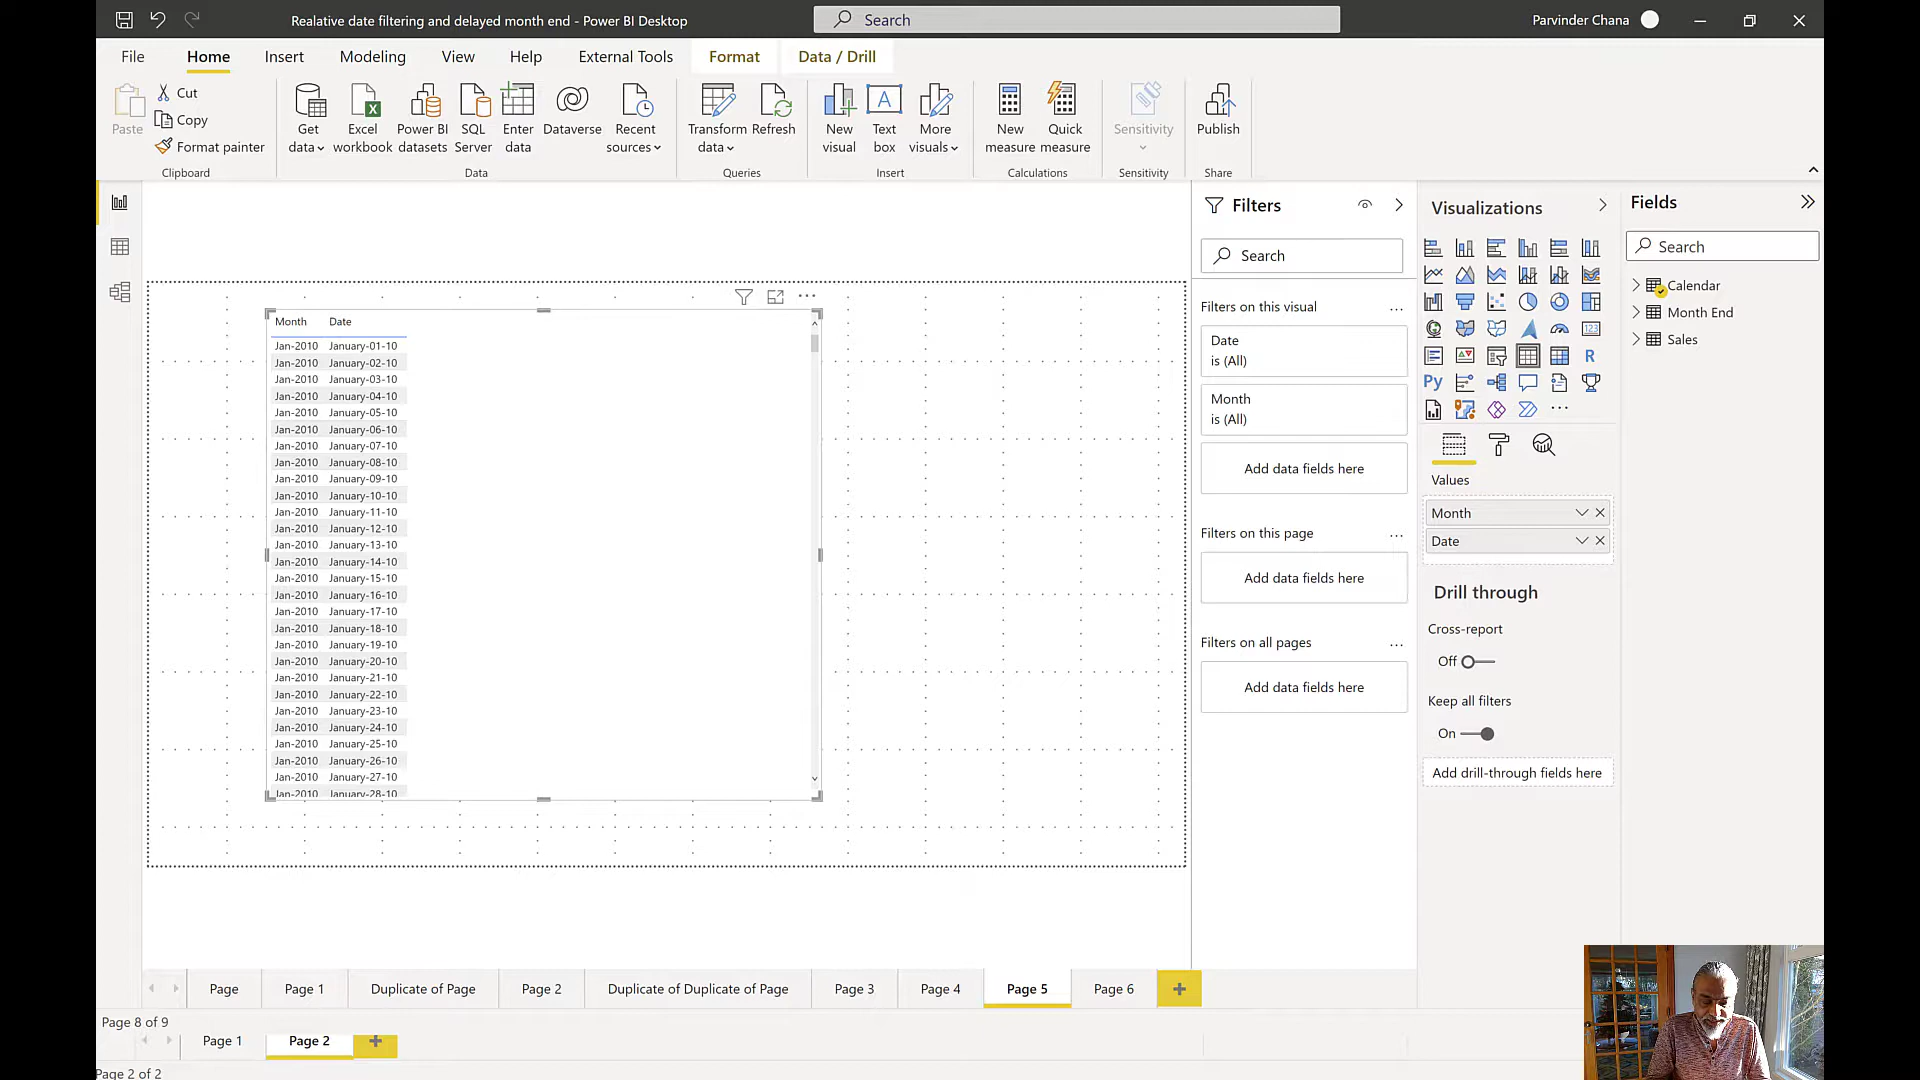 Realative date filtering and delayed month end - Power BI Desktop
Search
Parvinder Chana
File
Home
Insert
Modeling
View
Help
External Tools
Format
Data / Drill
Paste
Cut
Copy
Format painter
Clipboard
Get data
Excel workbook
Power BI datasets
SQL Server
Enter data
Dataverse
Recent sources
Data
Transform data
Refresh
Queries
New visual
Text box
More visuals
Insert
New measure
Quick measure
Calculations
Sensitivity
Sensitivity
Publish
Share
Month Date
Jan-2010 January-01-10
Jan-2010 January-02-10
Jan-2010 January-03-10
Jan-2010 January-04-10
Jan-2010 January-05-10
Jan-2010 January-06-10
Jan-2010 January-07-10
Jan-2010 January-08-10
Jan-2010 January-09-10
Jan-2010 January-10-10
Jan-2010 January-11-10
Jan-2010 January-12-10
Jan-2010 January-13-10
Jan-2010 January-14-10
Jan-2010 January-15-10
Jan-2010 January-16-10
Jan-2010 January-17-10
Jan-2010 January-18-10
Jan-2010 January-19-10
Jan-2010 January-20-10
Jan-2010 January-21-10
Jan-2010 January-22-10
Jan-2010 January-23-10
Jan-2010 January-24-10
Jan-2010 January-25-10
Jan-2010 January-26-10
Jan-2010 January-27-10
Jan-2010 January-28-10
Filters
Search
Filters on this visual
Date
is (All)
Month
is (All)
Add data fields here
Filters on this page
Add data fields here
Filters on all pages
Add data fields here
Visualizations
R
Py
123
Values
Month
Date
Drill through
Cross-report
Off
Keep all filters
On
Add drill-through fields here
Fields
Search
Calendar
Month End
Sales
Page
Page 1
Duplicate of Page
Page 2
Duplicate of Duplicate of Page
Page 3
Page 4
Page 5
Page 6
Page 8 of 9
Page 1
Page 2
Page 2 of 2